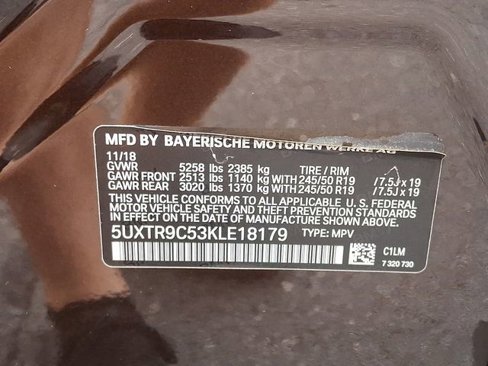 MFD BY BAYERISCHE MOTOREN WERKE AG
11/18
GVWR 5258 lbs 2385 kg TIRE / RIM
GAWR FRONT 2513 lbs 1140 kg WITH 245/50 R19 /7.5J x 19
GAWR REAR 3020 lbs 1370 kg WITH 245/50 R19 /7.5J x 19
THIS VEHICLE CONFORMS TO ALL APPLICABLE U. S. FEDERAL
MOTOR VEHICLE SAFETY, BUMPER, AND THEFT PREVENTION
STANDARDS IN EFFECT ON THE DATE OF MANUFACTURE SHOWN ABOVE.
5UXTR9C53KLE18179 TYPE: MPV
C1LM
7 320 730